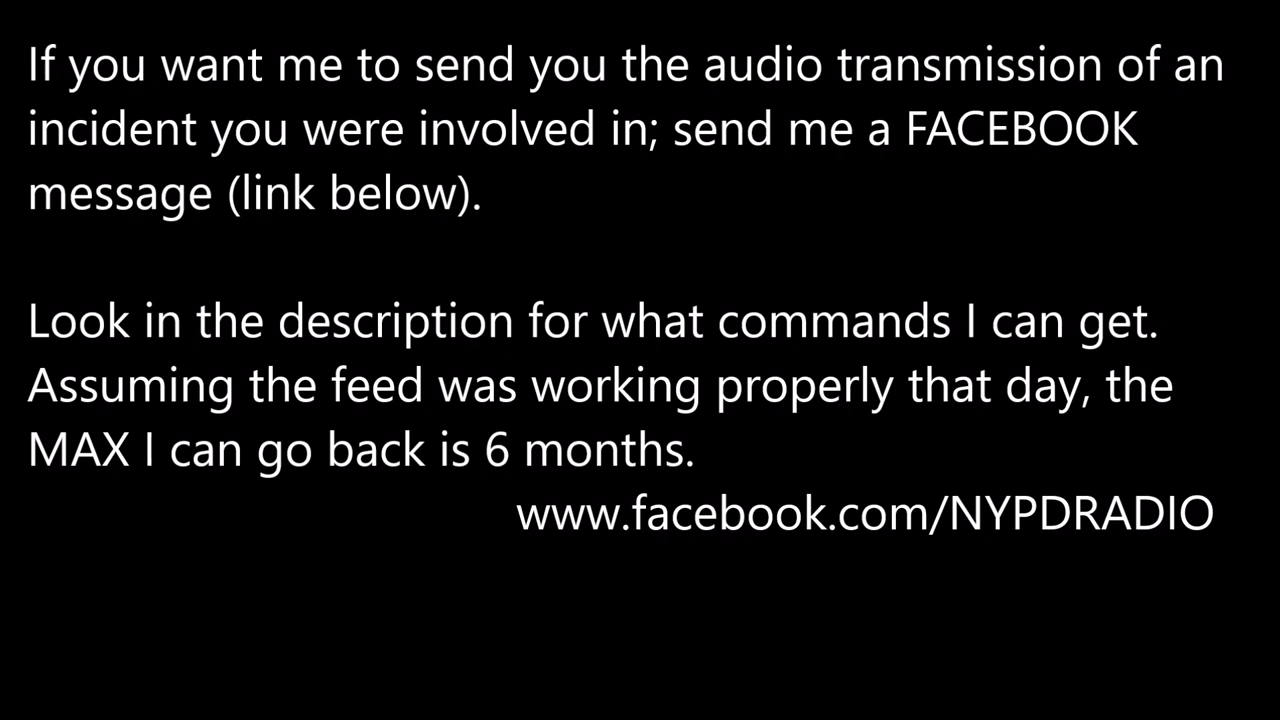 If you want me to send you the audio transmission of an
incident you were involved in; send me a FACEBOOK
message (link below).
Look in the description for what commands I can get.
Assuming the feed was working properly that day, the
MAX I can go back is 6 months.
www.facebook.com/NYPDRADIO